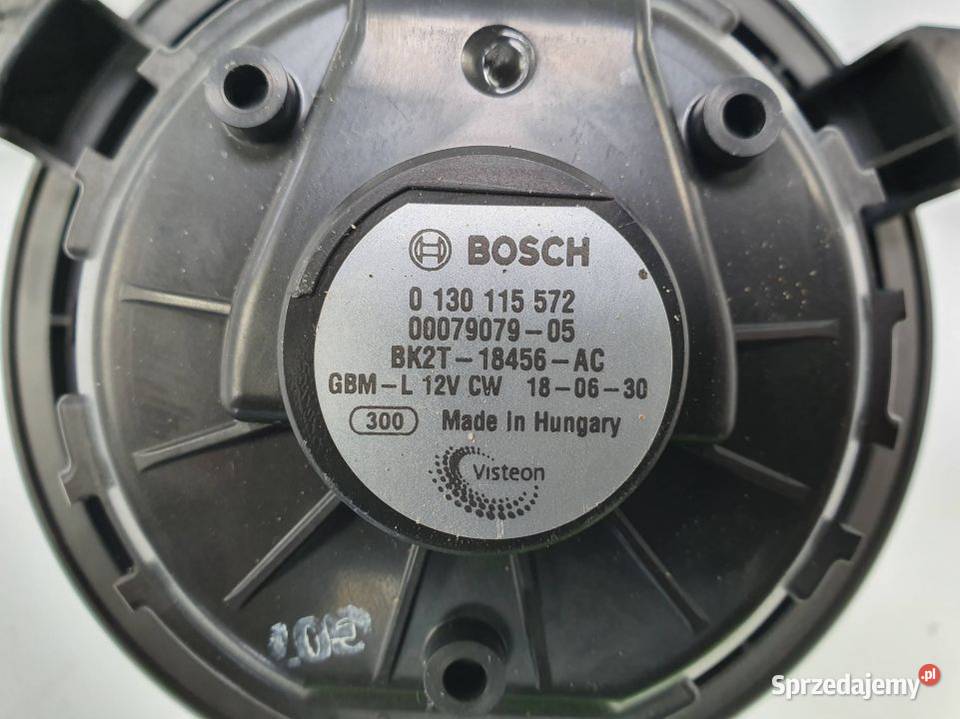 BOSCH
0 130 115 572
00079079-05
BK2T-18456-AC
GBM-L 12V CW 18-06-30
300 Made in Hungary
Visteon
Sprzedajemy.pl